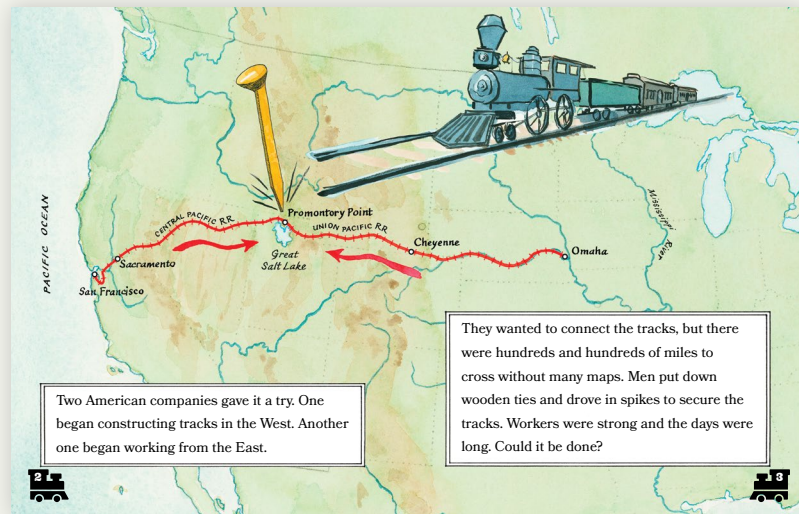 PACIFIC OCEAN
CENTRAL PACIFIC R.R.
Promontory Point
UNION PACIFIC R.R.
Cheyenne
Omaha
Mississippi River
Great
Salt Lake
Sacramento
San Francisco
Two American companies gave it a try. One
began constructing tracks in the West. Another
one began working from the East.
They wanted to connect the tracks, but there
were hundreds and hundreds of miles to
cross without many maps. Men put down
wooden ties and drove in spikes to secure the
tracks. Workers were strong and the days were
long. Could it be done?
2
3